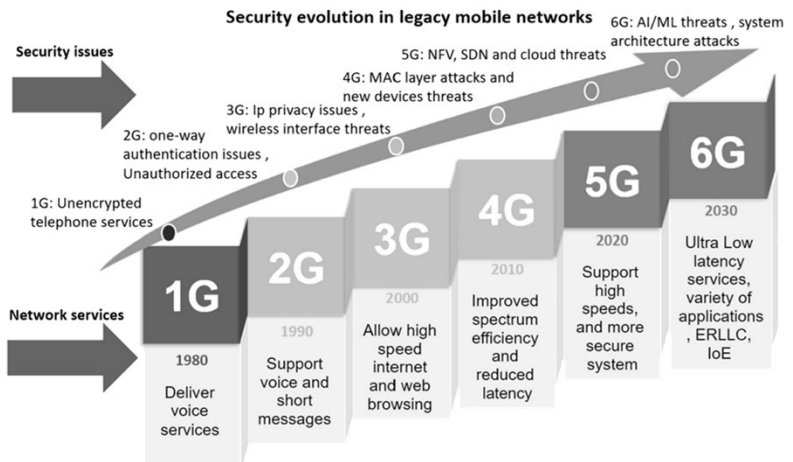 Security evolution in legacy mobile networks
Security issues
6G: AI/ML threats , system
architecture attacks
5G: NFV, SDN and cloud threats
4G: MAC layer attacks and
new devices threats
3G: Ip privacy issues ,
wireless interface threats
2G: one-way
authentication issues ,
Unauthorized access
1G: Unencrypted
telephone services
Network services
1G
1980
Deliver
voice
services
2G
1990
Support
voice and
short
messages
3G
2000
Allow high
speed
internet
and web
browsing
4G
2010
Improved
spectrum
efficiency
and
reduced
latency
5G
2020
Support
high
speeds,
and more
secure
system
6G
2030
Ultra Low
latency
services,
variety of
applications
, ERLLC,
IoE